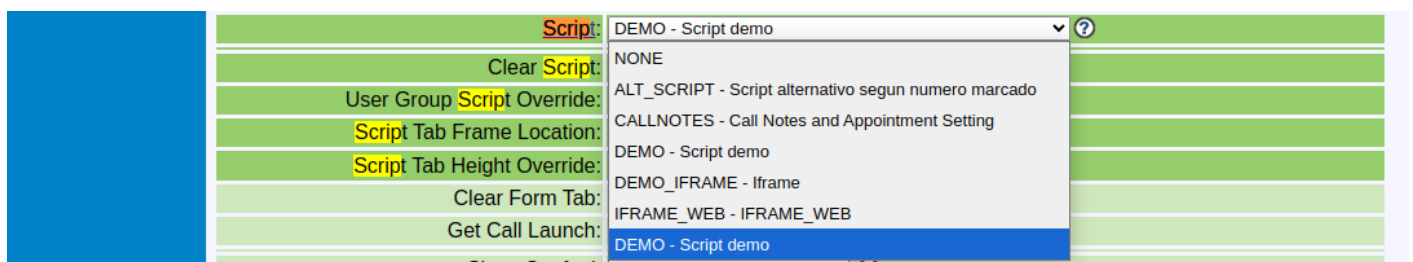 Script: DEMO - Script demo ?
Clear Script: NONE
User Group Script Override: ALT_SCRIPT - Script alternativo segun numero marcado
Script Tab Frame Location: CALLNOTES - Call Notes and Appointment Setting
Script Tab Height Override: DEMO - Script demo
Clear Form Tab: DEMO_IFRAME - Iframe
IFRAME_WEB - IFRAME_WEB
Get Call Launch: DEMO - Script demo